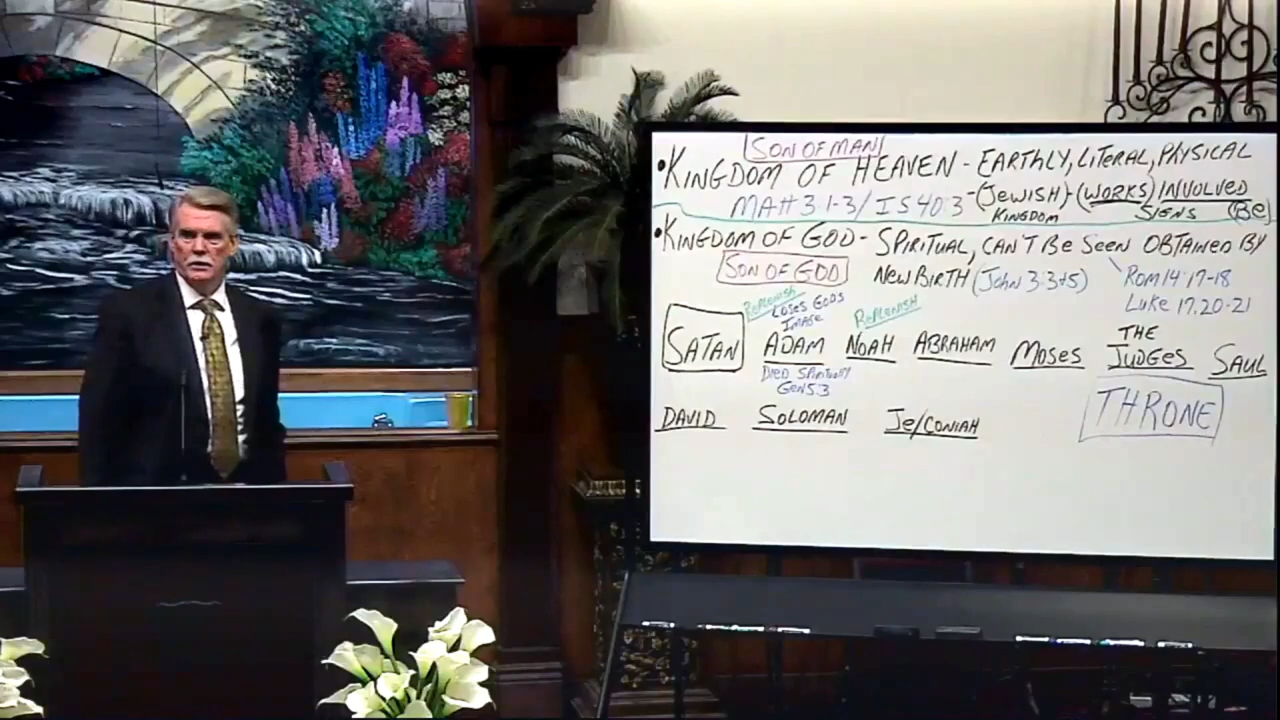 SON OF MAN
• KINGDOM OF HEAVEN - EARTHLY, LITERAL, PHYSICAL
MAH 3 1-3 / IS 40:3 - (JEWISH) - (WORKS) INVOLVED
KINGDOM SIGNS (Be)
• KINGDOM OF GOD - SPIRITUAL, CAN'T BE SEEN OBTAINED BY
SON OF GOD NEW BIRTH (John 3:3+5) Rom 14:17-18
Luke 17:20-21
REPLENISH LOSES GODS IMAGE REPLENISH
SATAN ADAM NOAH ABRAHAM MOSES THE JUDGES SAUL
DIED SPIRITUALLY
Gen 5:3
DAVID SOLOMAN Je/CONIAH THRONE